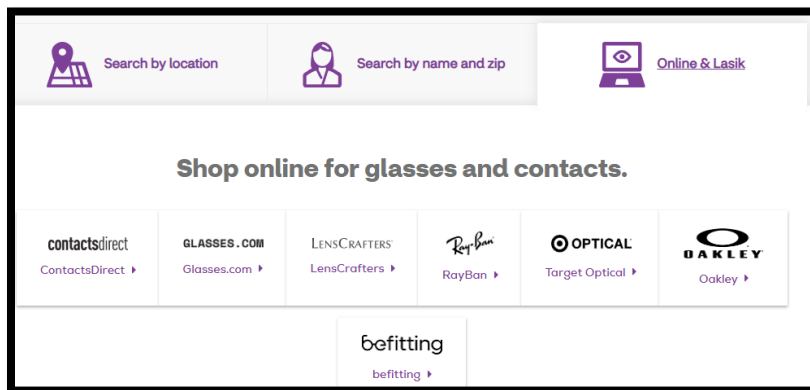 Search by location
Search by name and zip
Online & Lasik
Shop online for glasses and contacts.
contactsdirect
ContactsDirect
GLASSES.COM
Glasses.com
LENSCRAFTERS
LensCrafters
Ray-Ban
RayBan
OPTICAL
Target Optical
OAKLEY
Oakley
befitting
befitting